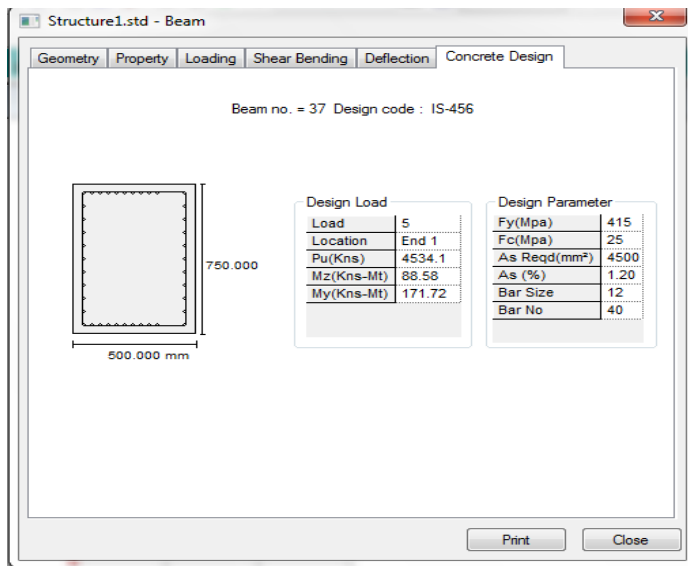 Structure1.std - Beam
Geometry Property Loading Shear Bending Deflection Concrete Design
Beam no. = 37 Design code : IS-456
750.000
500.000 mm
Design Load
Load 5
Location End 1
Pu(Kns) 4534.1
Mz(Kns-Mt) 88.58
My(Kns-Mt) 171.72
Design Parameter
Fy(Mpa) 415
Fc(Mpa) 25
As Reqd(mm²) 4500
As (%) 1.20
Bar Size 12
Bar No 40
Print Close